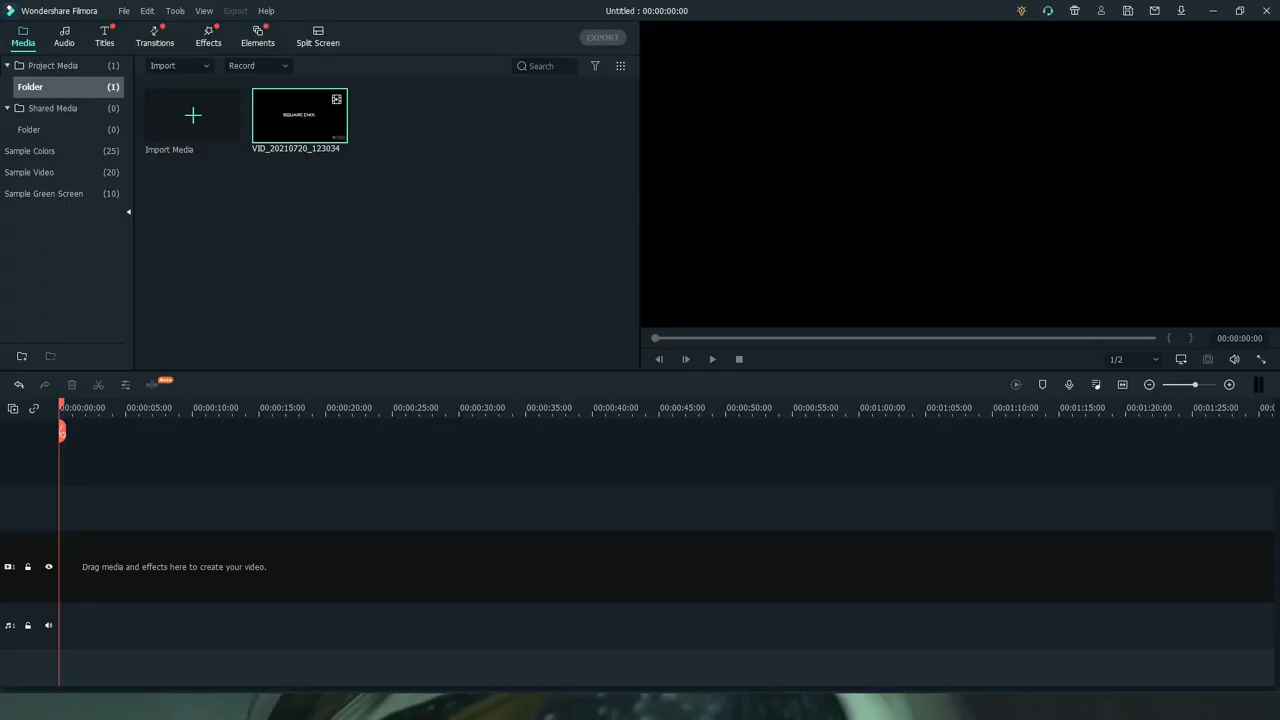 Wondershare Filmora File Edit Tools View Export Help Untitled : 00:00:00:00
Media Audio Titles Transitions Effects Elements Split Screen EXPORT
Project Media (1) Import Record Search
Folder (1)
Shared Media (0)
Folder (0)
Sample Colors (25)
Sample Video (20)
Sample Green Screen (10)
SQUARE ENIX
Import Media VID_20210720_123034
00:00:00:00
1/2
Beta
00:00:00:00 00:00:05:00 00:00:10:00 00:00:15:00 00:00:20:00 00:00:25:00 00:00:30:00 00:00:35:00 00:00:40:00 00:00:45:00 00:00:50:00 00:00:55:00 00:01:00:00 00:01:05:00 00:01:10:00 00:01:15:00 00:01:20:00 00:01:25:00
1 Drag media and effects here to create your video.
1